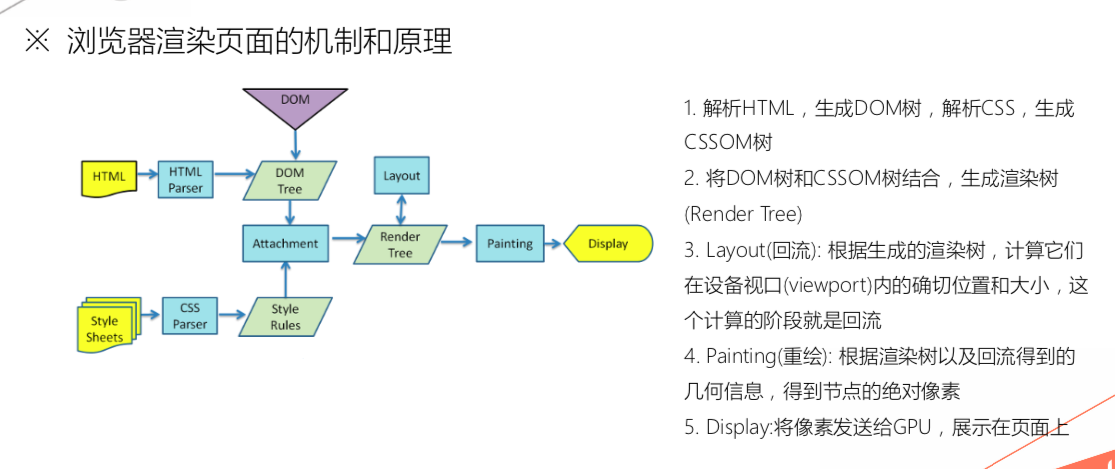 ※ 浏览器渲染页面的机制和原理
DOM
HTML
HTML
Parser
DOM
Tree
Layout
Attachment
Render
Tree
Painting
Display
Style
Sheets
CSS
Parser
Style
Rules
1. 解析HTML，生成DOM树，解析CSS，生成
CSSOM树
2. 将DOM树和CSSOM树结合，生成渲染树
(Render Tree)
3. Layout(回流): 根据生成的渲染树，计算它们
在设备视口(viewport)内的确切位置和大小，这
个计算的阶段就是回流
4. Painting(重绘): 根据渲染树以及回流得到的
几何信息，得到节点的绝对像素
5. Display:将像素发送给GPU，展示在页面上